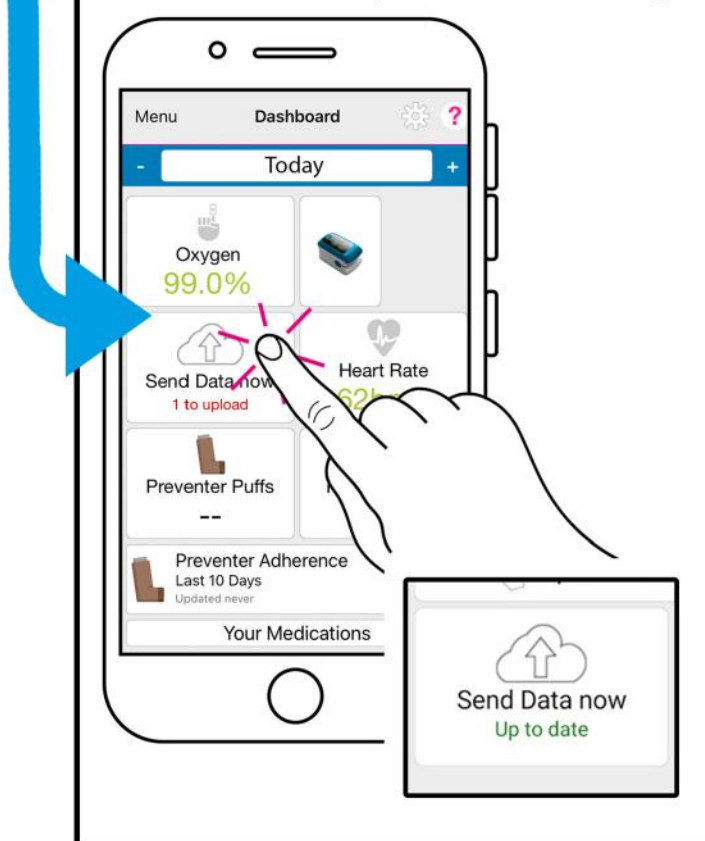 Menu Dashboard ?
- Today +
Oxygen
99.0%
Send Data now
1 to upload
Heart Rate
Preventer Puffs
--
Preventer Adherence
Last 10 Days
Updated never
Your Medications
Send Data now
Up to date